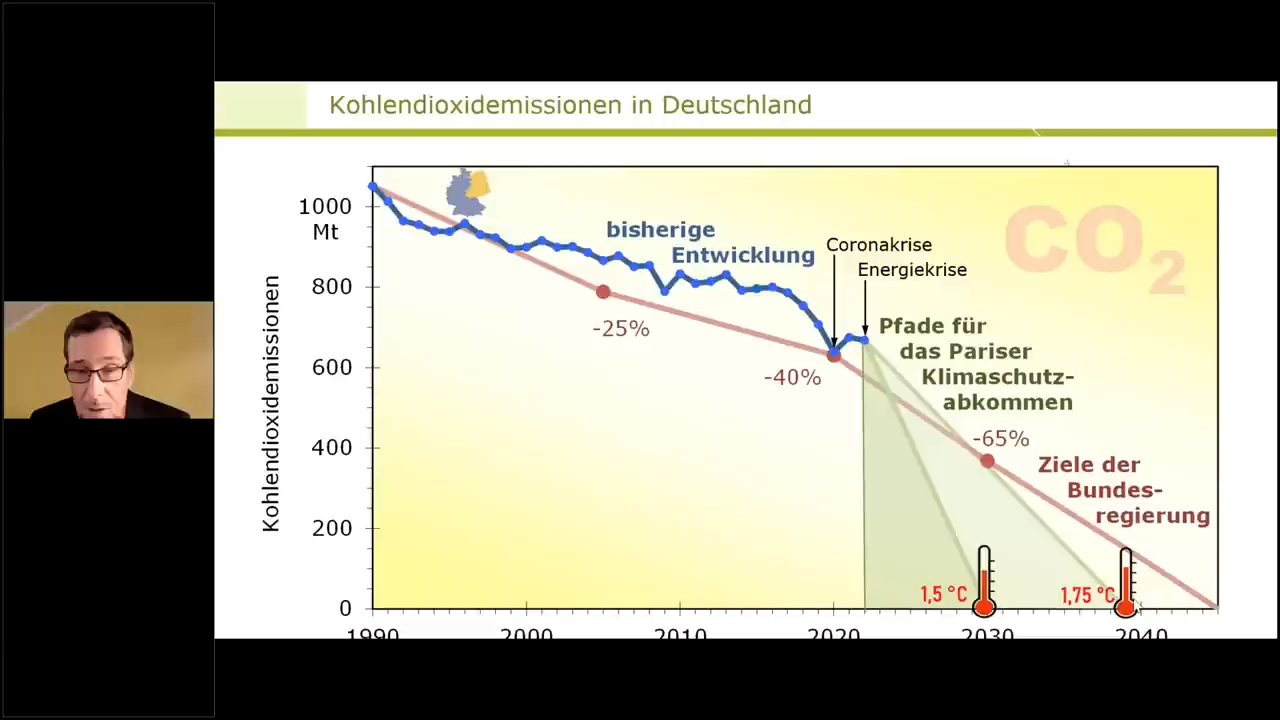 Kohlendioxidemissionen in Deutschland
1000
Mt
800
600
400
200
0
Kohlendioxidemissionen
bisherige
Entwicklung
Coronakrise
Energiekrise
CO2
-25%
-40%
Pfade für
das Pariser
Klimaschutz-
abkommen
-65%
Ziele der
Bundes-
regierung
1,5 °C
1,75 °C
1990 2000 2010 2020 2030 2040